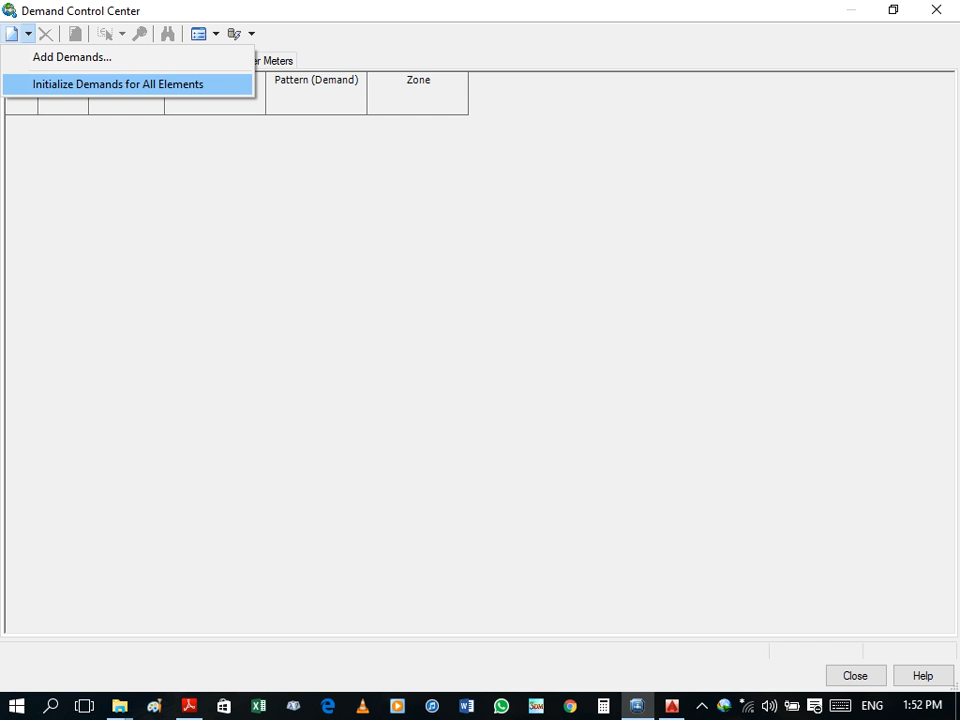 Demand Control Center
Add Demands...
Initialize Demands for All Elements
er Meters
Pattern (Demand)
Zone
Close
Help
ENG
1:52 PM